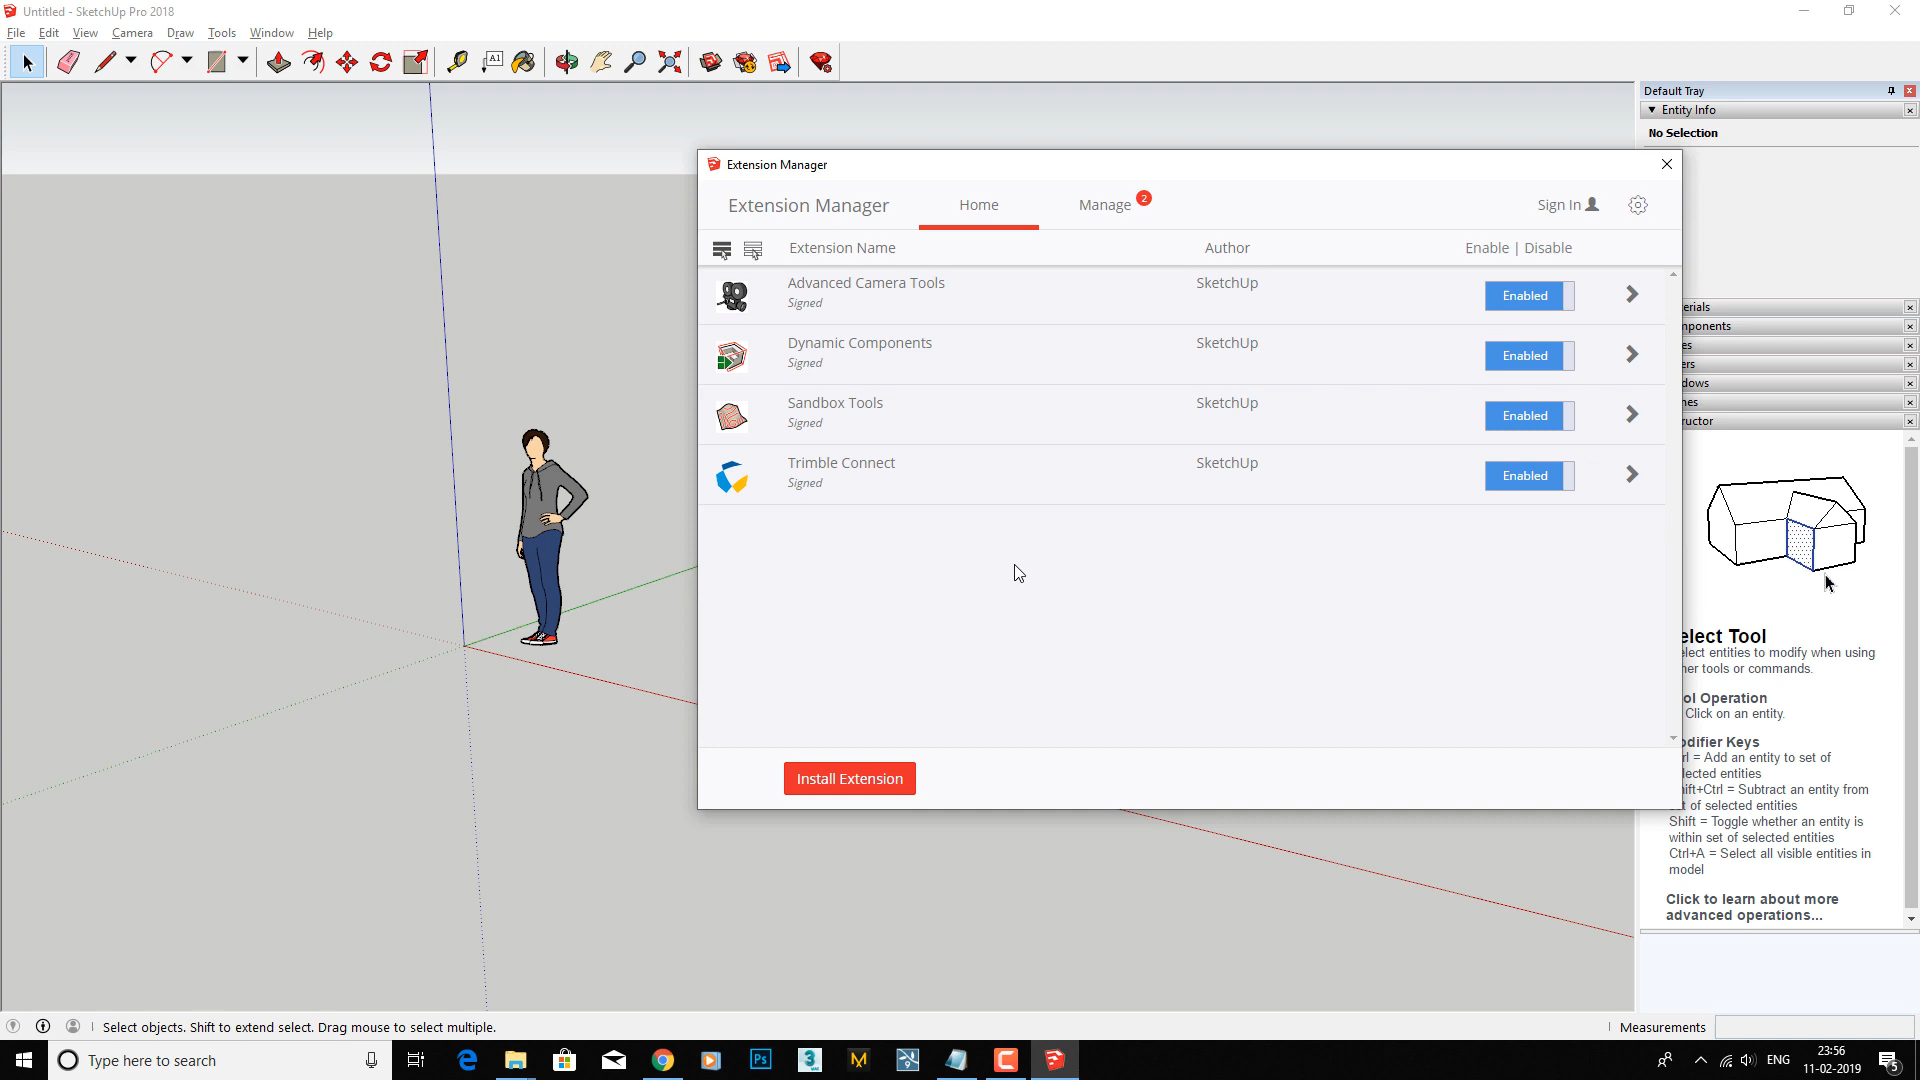 Untitled - SketchUp Pro 2018
File Edit View Camera Draw Tools Window Help
A1
Default Tray
Entity Info
No Selection
Extension Manager
Extension Manager Home Manage 2 Sign In
Extension Name Author Enable | Disable
Advanced Camera Tools SketchUp Enabled
Signed
Dynamic Components SketchUp Enabled
Signed
Sandbox Tools SketchUp Enabled
Signed
Trimble Connect SketchUp Enabled
Signed
Install Extension
erials
nponents
es
ers
dows
nes
ructor
elect Tool
elect entities to modify when using
her tools or commands.
ol Operation
Click on an entity.
odifier Keys
rl = Add an entity to set of
lected entities
hift+Ctrl = Subtract an entity from
t of selected entities
Shift = Toggle whether an entity is
within set of selected entities
Ctrl+A = Select all visible entities in
model
Click to learn about more
advanced operations...
Select objects. Shift to extend select. Drag mouse to select multiple.
Measurements
Type here to search
Ps
3
M
ENG
23:56
11-02-2019
5